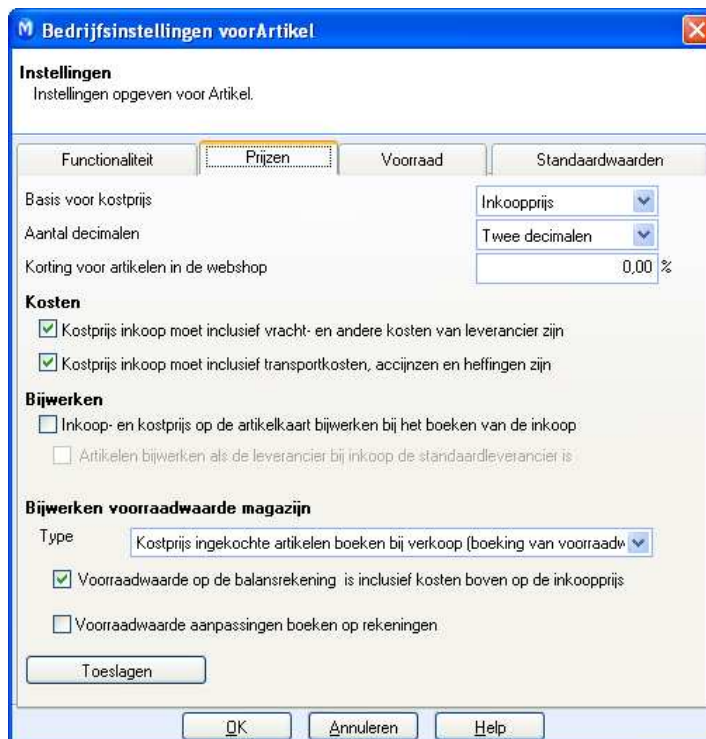 Bedrijfsinstellingen voorArtikel
Instellingen
Instellingen opgeven voor Artikel.
Functionaliteit Prijzen Voorraad Standaardwaarden
Basis voor kostprijs Inkoopprijs
Aantal decimalen Twee decimalen
Korting voor artikelen in de webshop 0,00 %
Kosten
Kostprijs inkoop moet inclusief vracht- en andere kosten van leverancier zijn
Kostprijs inkoop moet inclusief transportkosten, accijnzen en heffingen zijn
Bijwerken
Inkoop- en kostprijs op de artikelkaart bijwerken bij het boeken van de inkoop
Artikelen bijwerken als de leverancier bij inkoop de standaardleverancier is
Bijwerken voorraadwaarde magazijn
Type Kostprijs ingekochte artikelen boeken bij verkoop (boeking van voorraadw
Voorraadwaarde op de balansrekening is inclusief kosten boven op de inkoopprijs
Voorraadwaarde aanpassingen boeken op rekeningen
Toeslagen
OK Annuleren Help